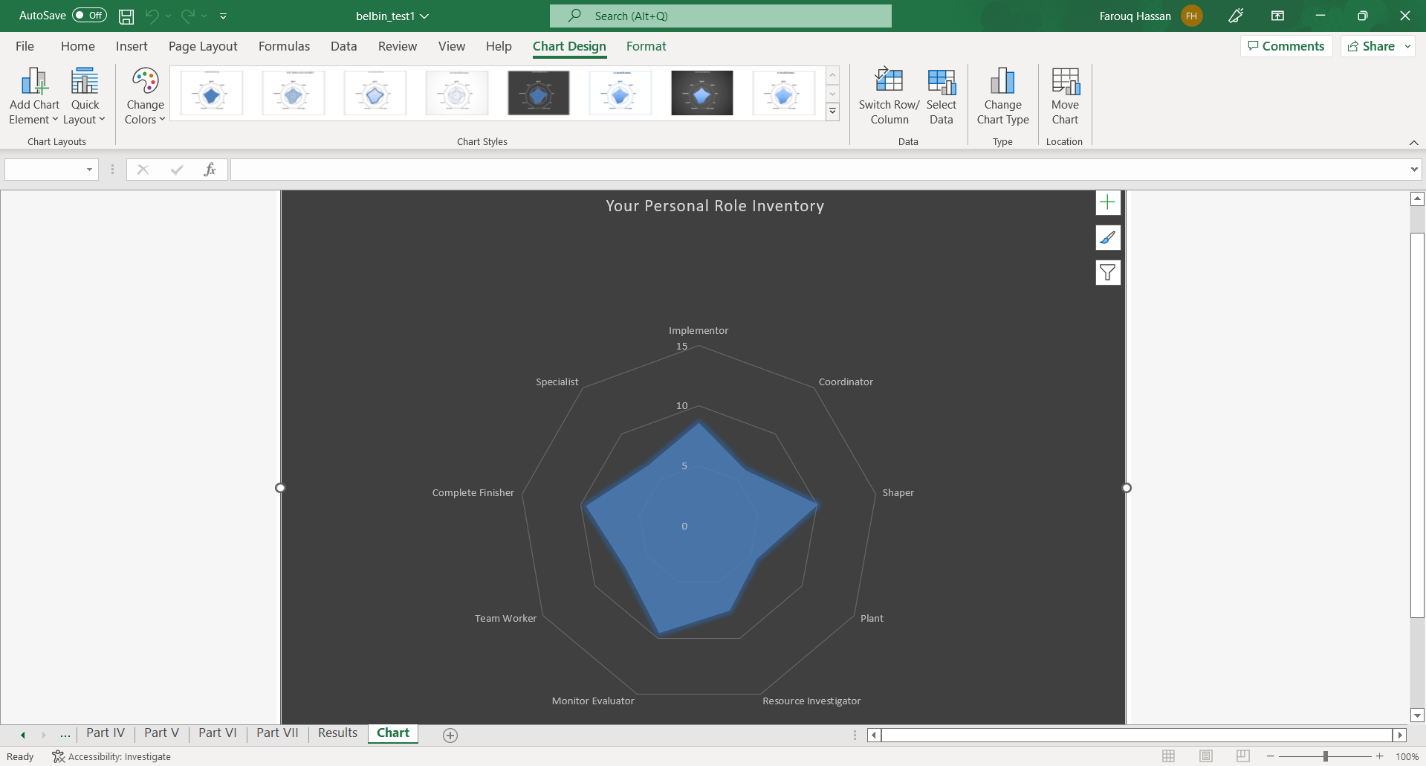 AutoSave Off belbin_test1 Search (Alt+Q) Farouq Hassan FH
File Home Insert Page Layout Formulas Data Review View Help Chart Design Format Comments Share
Add Chart Element
Quick Layout
Change Colors
Switch Row/ Column
Select Data
Change Chart Type
Move Chart
Chart Layouts Chart Styles Data Type Location
fx
Your Personal Role Inventory
Implementor
15
Specialist Coordinator
10
5
Complete Finisher Shaper
0
Team Worker Plant
Monitor Evaluator Resource Investigator
... Part IV Part V Part VI Part VII Results Chart
Ready Accessibility: Investigate 100%